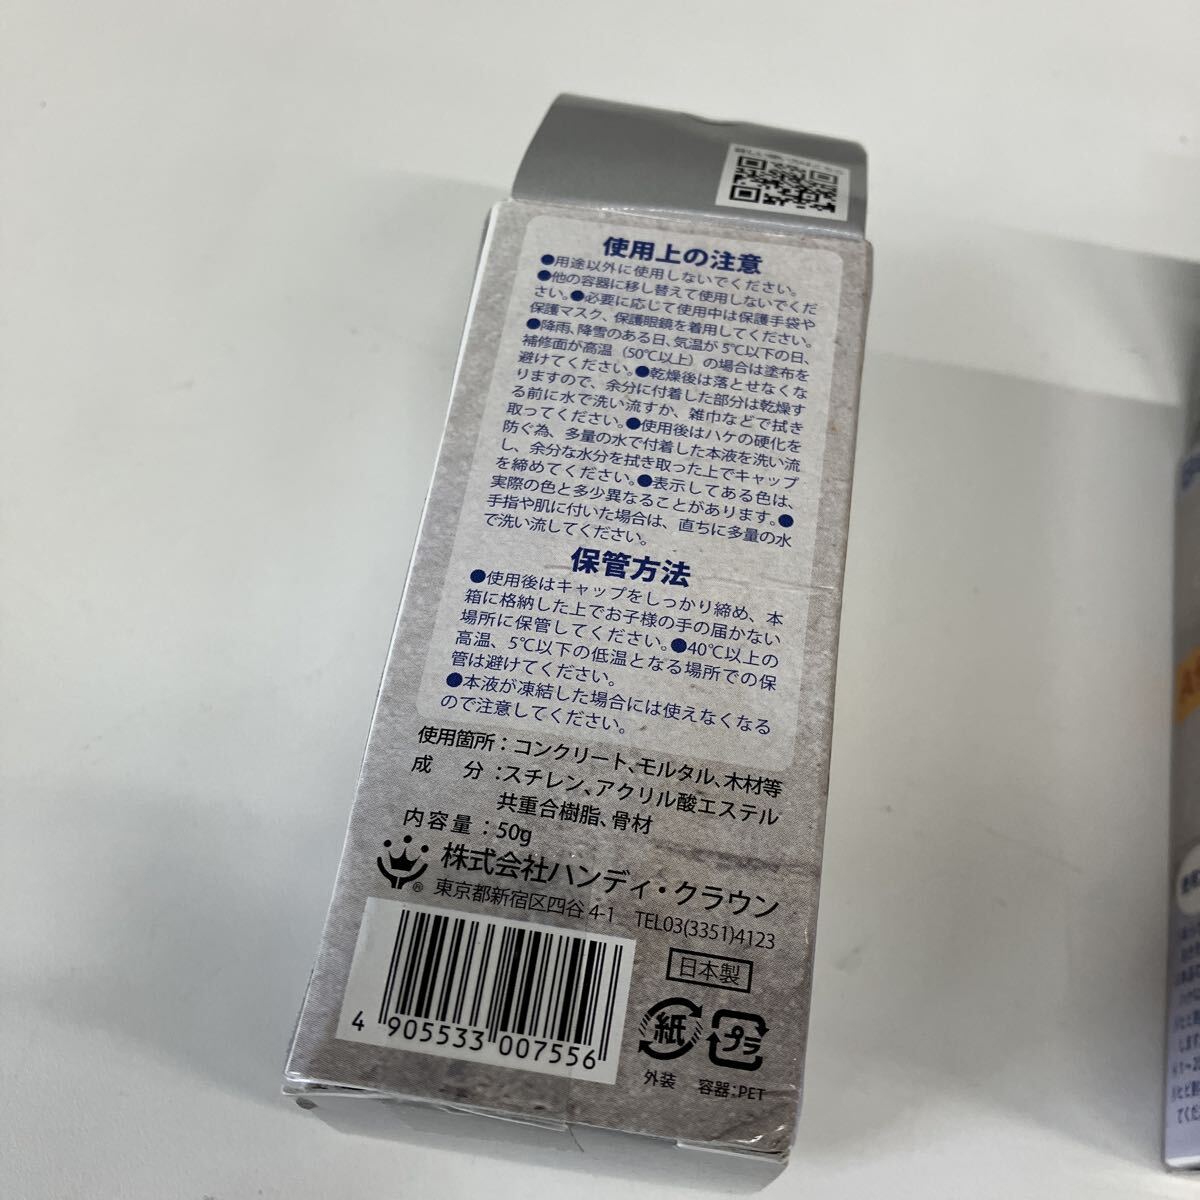 使用上の注意
●用途以外に使用しないでください。
●他の容器に移し替えて使用しないでくだ
さい。●必要に応じて使用中は保護手袋や
保護マスク、保護眼鏡を着用してください。
●降雨、降雪のある日、気温が5℃以下の日、
補修面が高温（50℃以上）の場合は塗布を
避けてください。●乾燥後は落とせなくな
りますので、余分に付着した部分は乾燥す
る前に水で洗い流すか、雑巾などで拭き
取ってください。●使用後はハケの硬化を
防ぐ為、多量の水で付着した本液を洗い流
し、余分な水分を拭き取った上でキャップ
を締めてください。●表示してある色は、
実際の色と多少異なることがあります。●
手指や肌に付いた場合は、直ちに多量の水
で洗い流してください。
保管方法
●使用後はキャップをしっかり締め、本
箱に格納した上でお子様の手の届かない
場所に保管してください。●40℃以上の
高温、5℃以下の低温となる場所での保
管は避けてください。
●本液が凍結した場合には使えなくなる
ので注意してください。
使用箇所：コンクリート、モルタル、木材等
成 分：スチレン、アクリル酸エステル
共重合樹脂、骨材
内容量：50g
株式会社ハンディ・クラウン
®
東京都新宿区四谷 4-1 TEL03(3351)4123
日本製
4 905533 007556
紙 プラ
外装 容器:PET